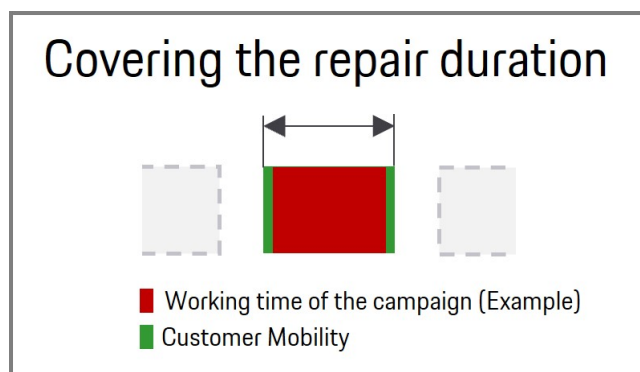 Covering the repair duration
Working time of the campaign (Example)
Customer Mobility